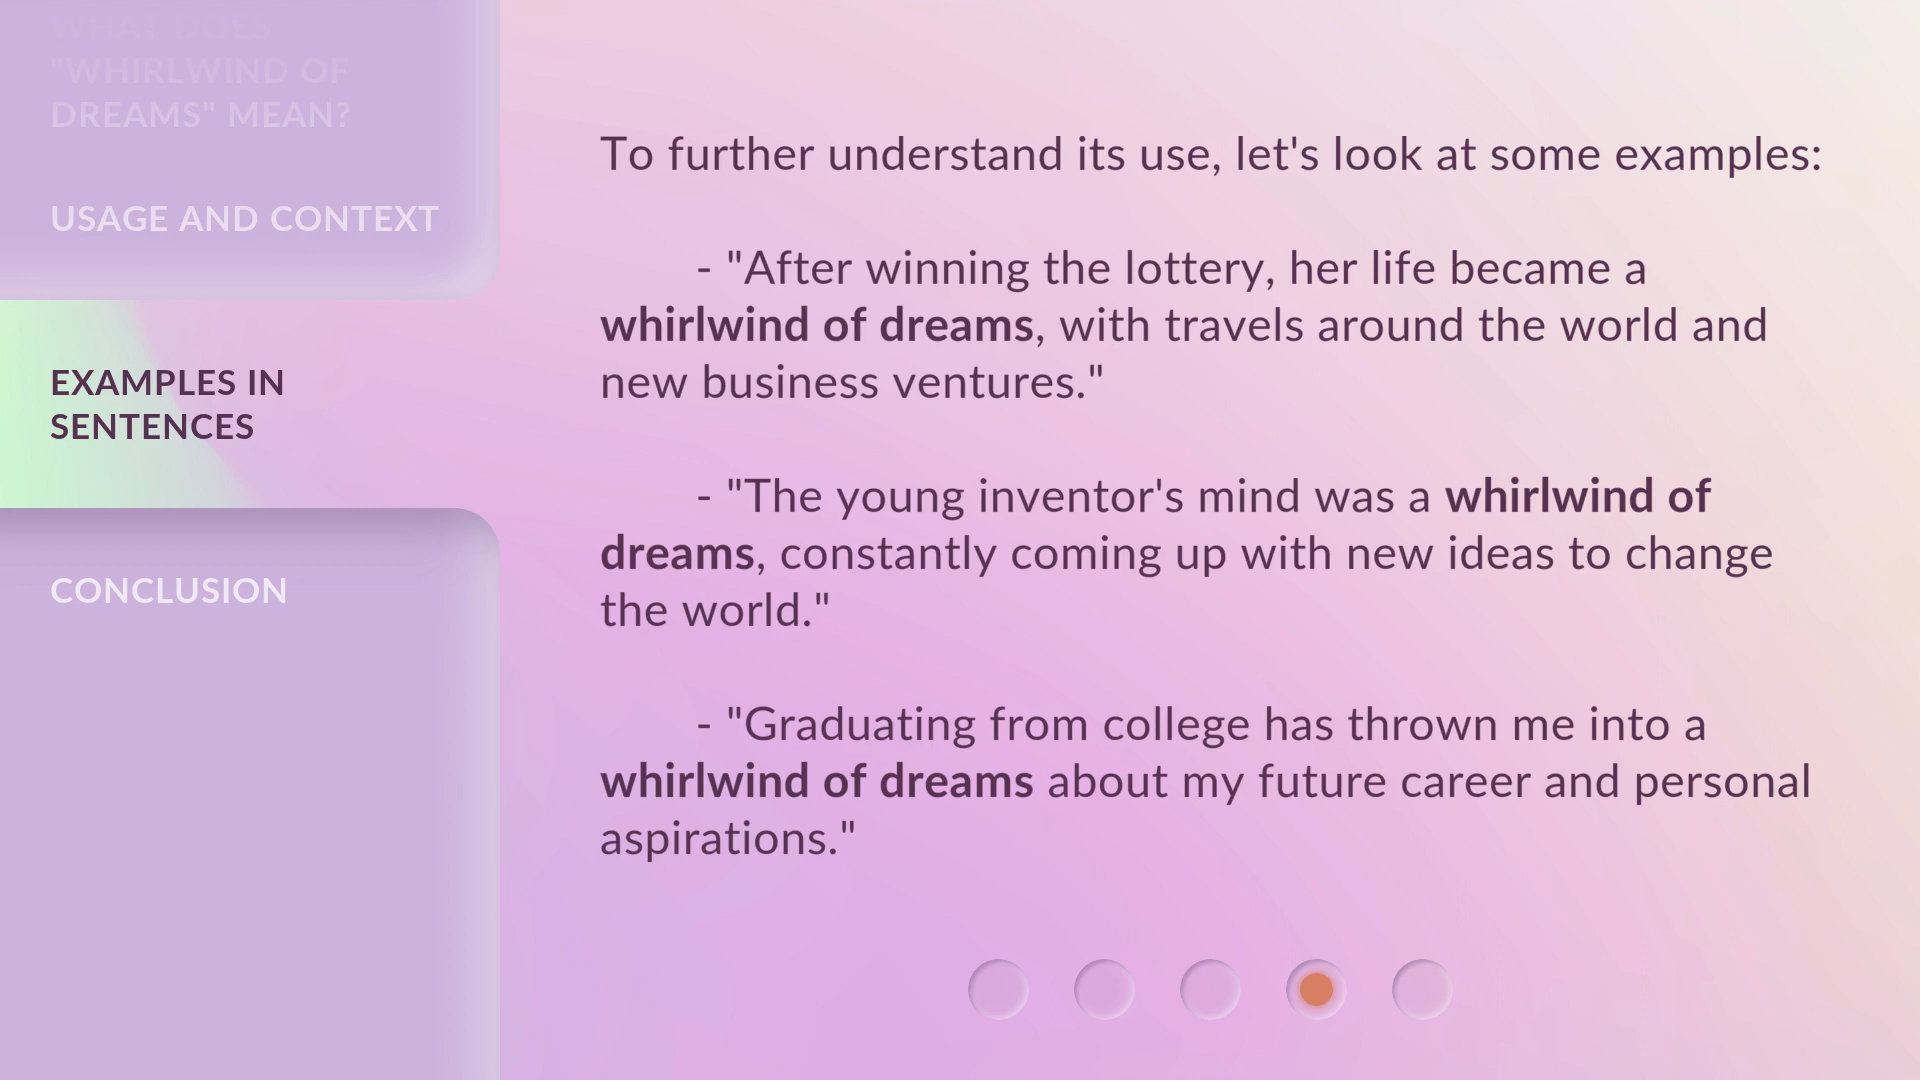 WHAT DOES
"WHIRLWIND OF
DREAMS" MEAN?
USAGE AND CONTEXT
EXAMPLES IN
SENTENCES
CONCLUSION
To further understand its use, let's look at some examples:
- "After winning the lottery, her life became a
whirlwind of dreams, with travels around the world and
new business ventures."
- "The young inventor's mind was a whirlwind of
dreams, constantly coming up with new ideas to change
the world."
- "Graduating from college has thrown me into a
whirlwind of dreams about my future career and personal
aspirations."